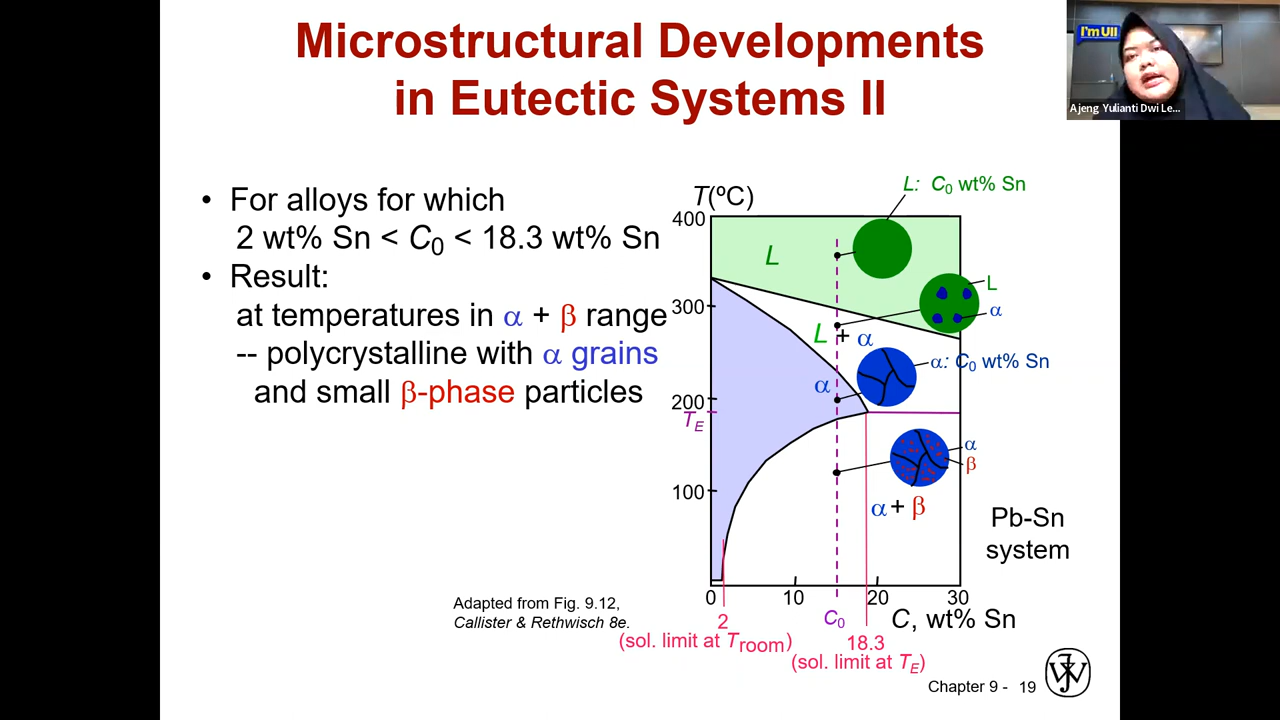 Microstructural Developments
in Eutectic Systems II
I'm UII
Ajeng Yulianti Dwi Le...
• For alloys for which
2 wt% Sn < C0 < 18.3 wt% Sn
• Result:
at temperatures in α + β range
-- polycrystalline with α grains
and small β-phase particles
T(ºC)
L: C0 wt% Sn
400
L
L
α
300
L + α
α: C0 wt% Sn
α
200
TE
α
β
100
α + β
Pb-Sn
system
0
10
20
30
C0
C, wt% Sn
2
(sol. limit at Troom)
18.3
(sol. limit at TE)
Adapted from Fig. 9.12,
Callister & Rethwisch 8e.
Chapter 9 - 19
JW